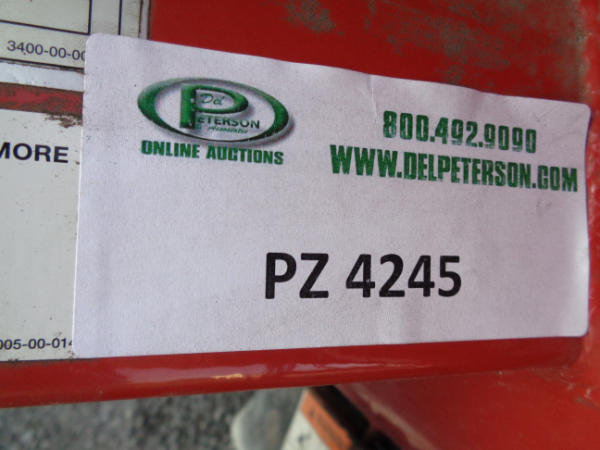 3400-00-00
Del
PETERSON
& Associates
ONLINE AUCTIONS
800.492.9090
WWW.DELPETERSON.COM
MORE
PZ 4245
005-00-014